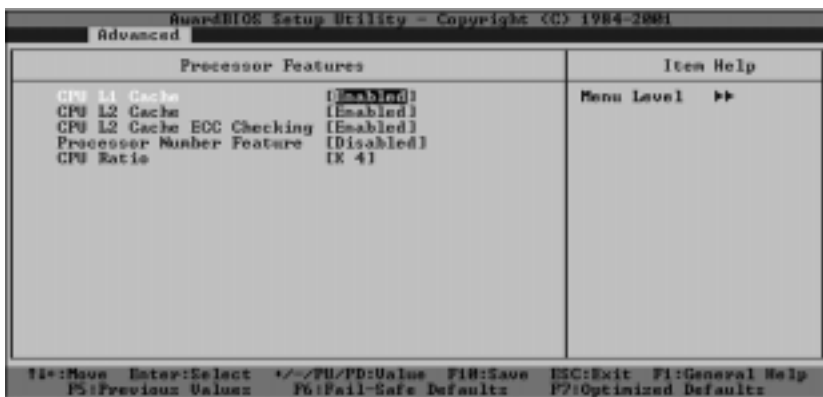 AwardBIOS Setup Utility - Copyright (C) 1984-2001
Advanced
Processor Features
Item Help
CPU L1 Cache [Enabled]
Menu Level ▶▶
CPU L2 Cache [Enabled]
CPU L2 Cache ECC Checking [Enabled]
Processor Number Feature [Disabled]
CPU Ratio [X 4]
:Move Enter:Select +/-/PU/PD:Value F10:Save ESC:Exit F1:General Help
F5:Previous Values F6:Fail-Safe Defaults F7:Optimized Defaults